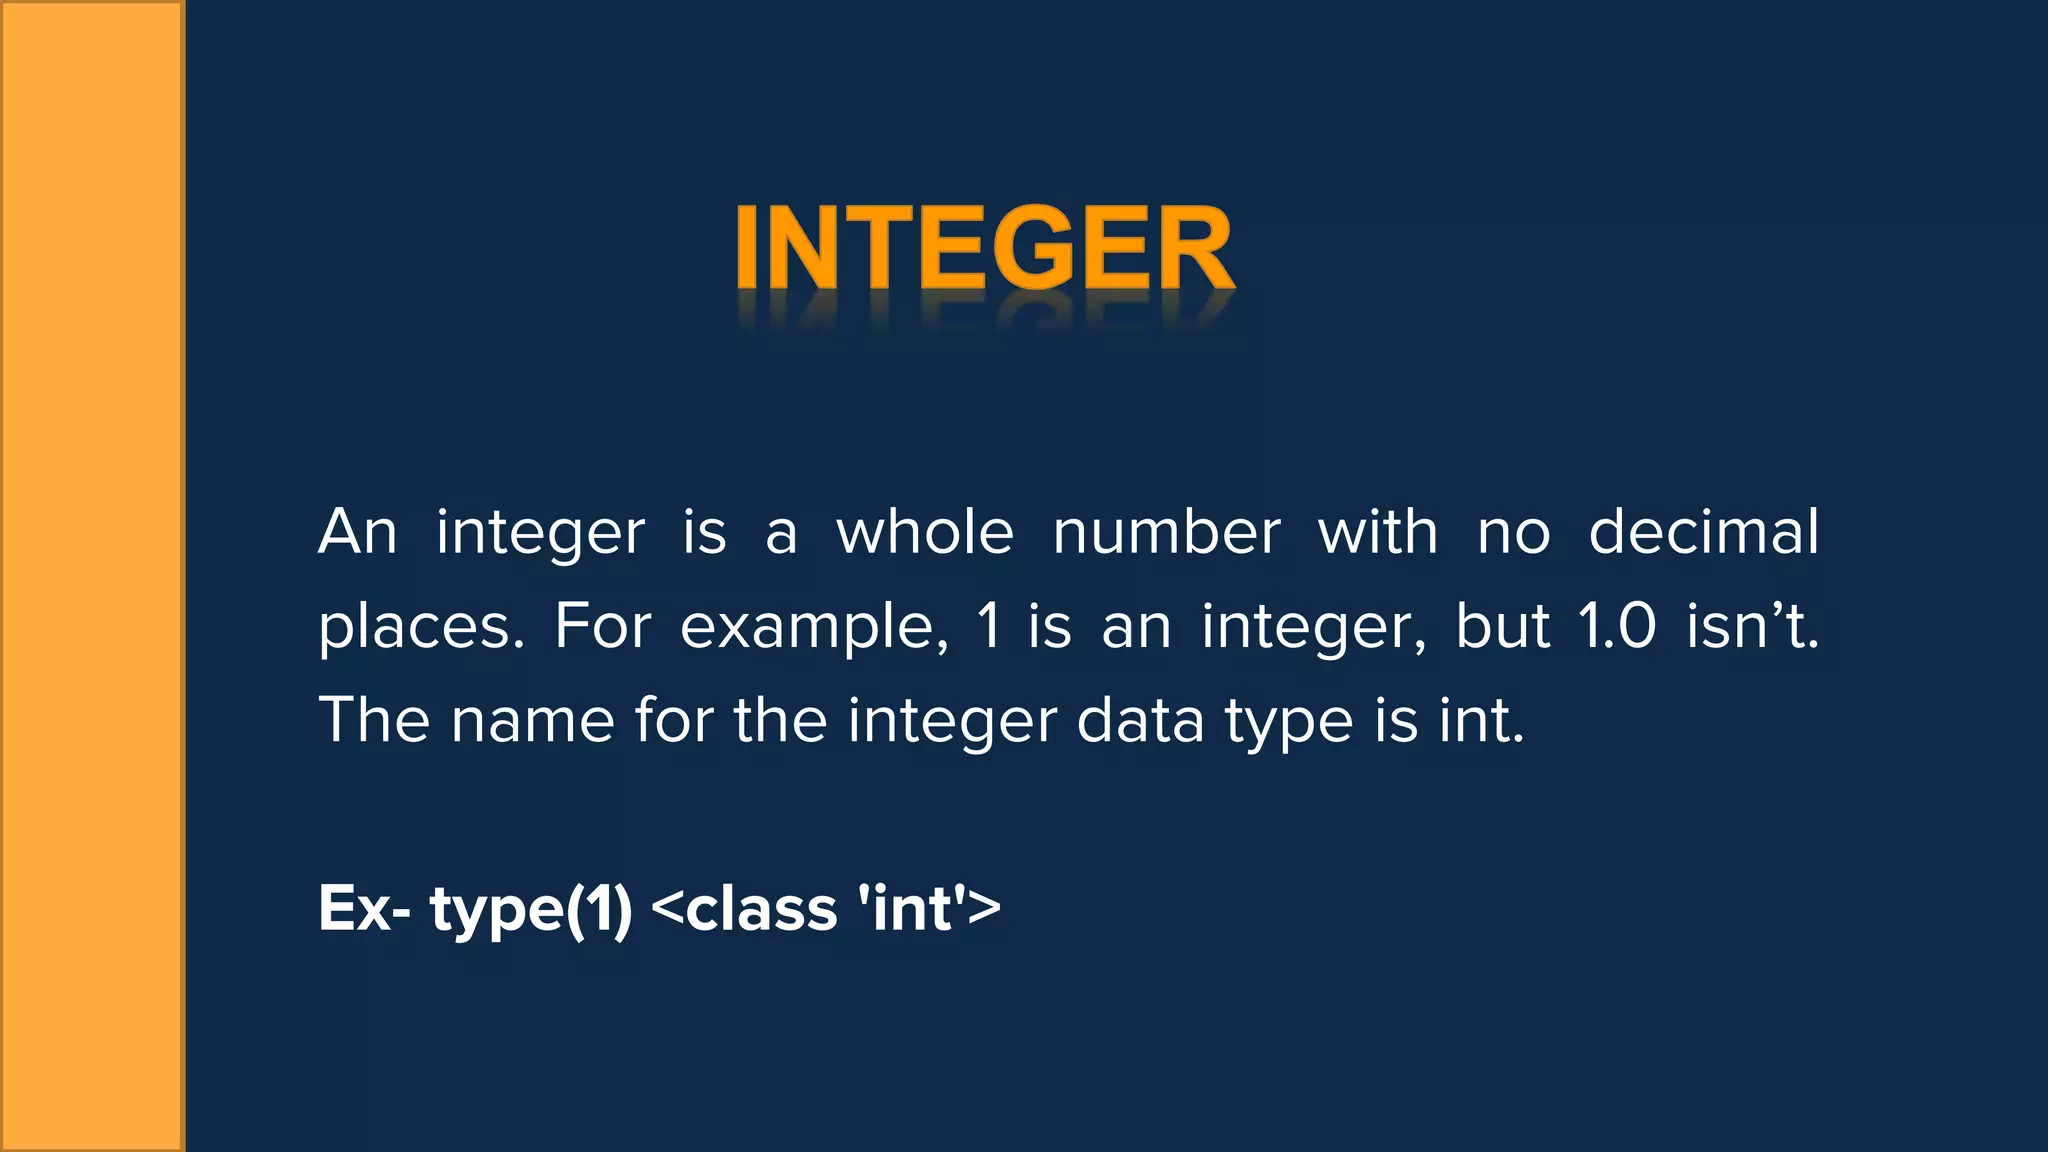 INTEGER
An integer is a whole number with no decimal
places. For example, 1 is an integer, but 1.0 isn’t.
The name for the integer data type is int.
Ex- type(1) <class 'int'>